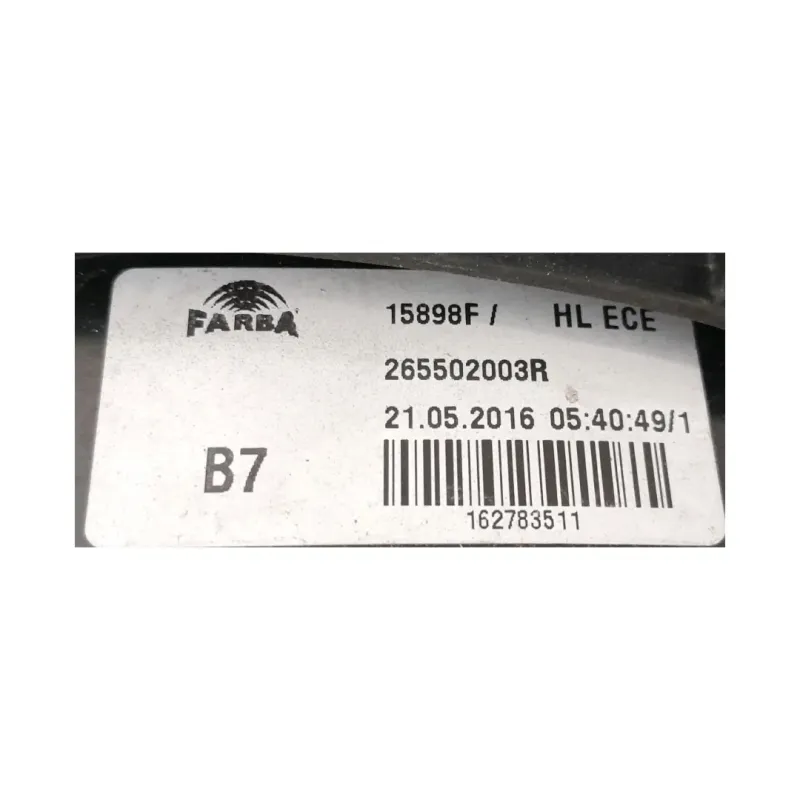 FARBA
15898F / HL ECE
265502003R
21.05.2016 05:40:49/1
B7
162783511